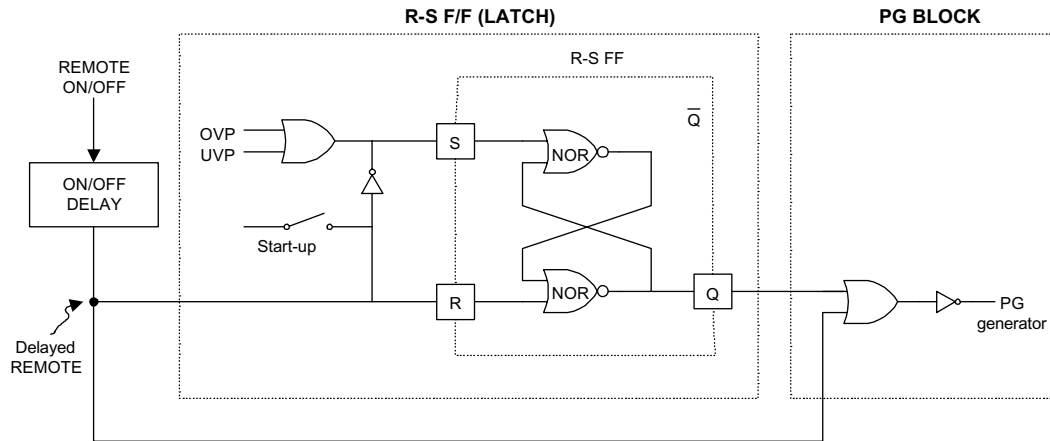 R-S F/F (LATCH)
PG BLOCK
REMOTE
ON/OFF
R-S FF
Q
OVP
UVP
S
NOR
ON/OFF
DELAY
Start-up
R
NOR
Q
PG
generator
Delayed
REMOTE